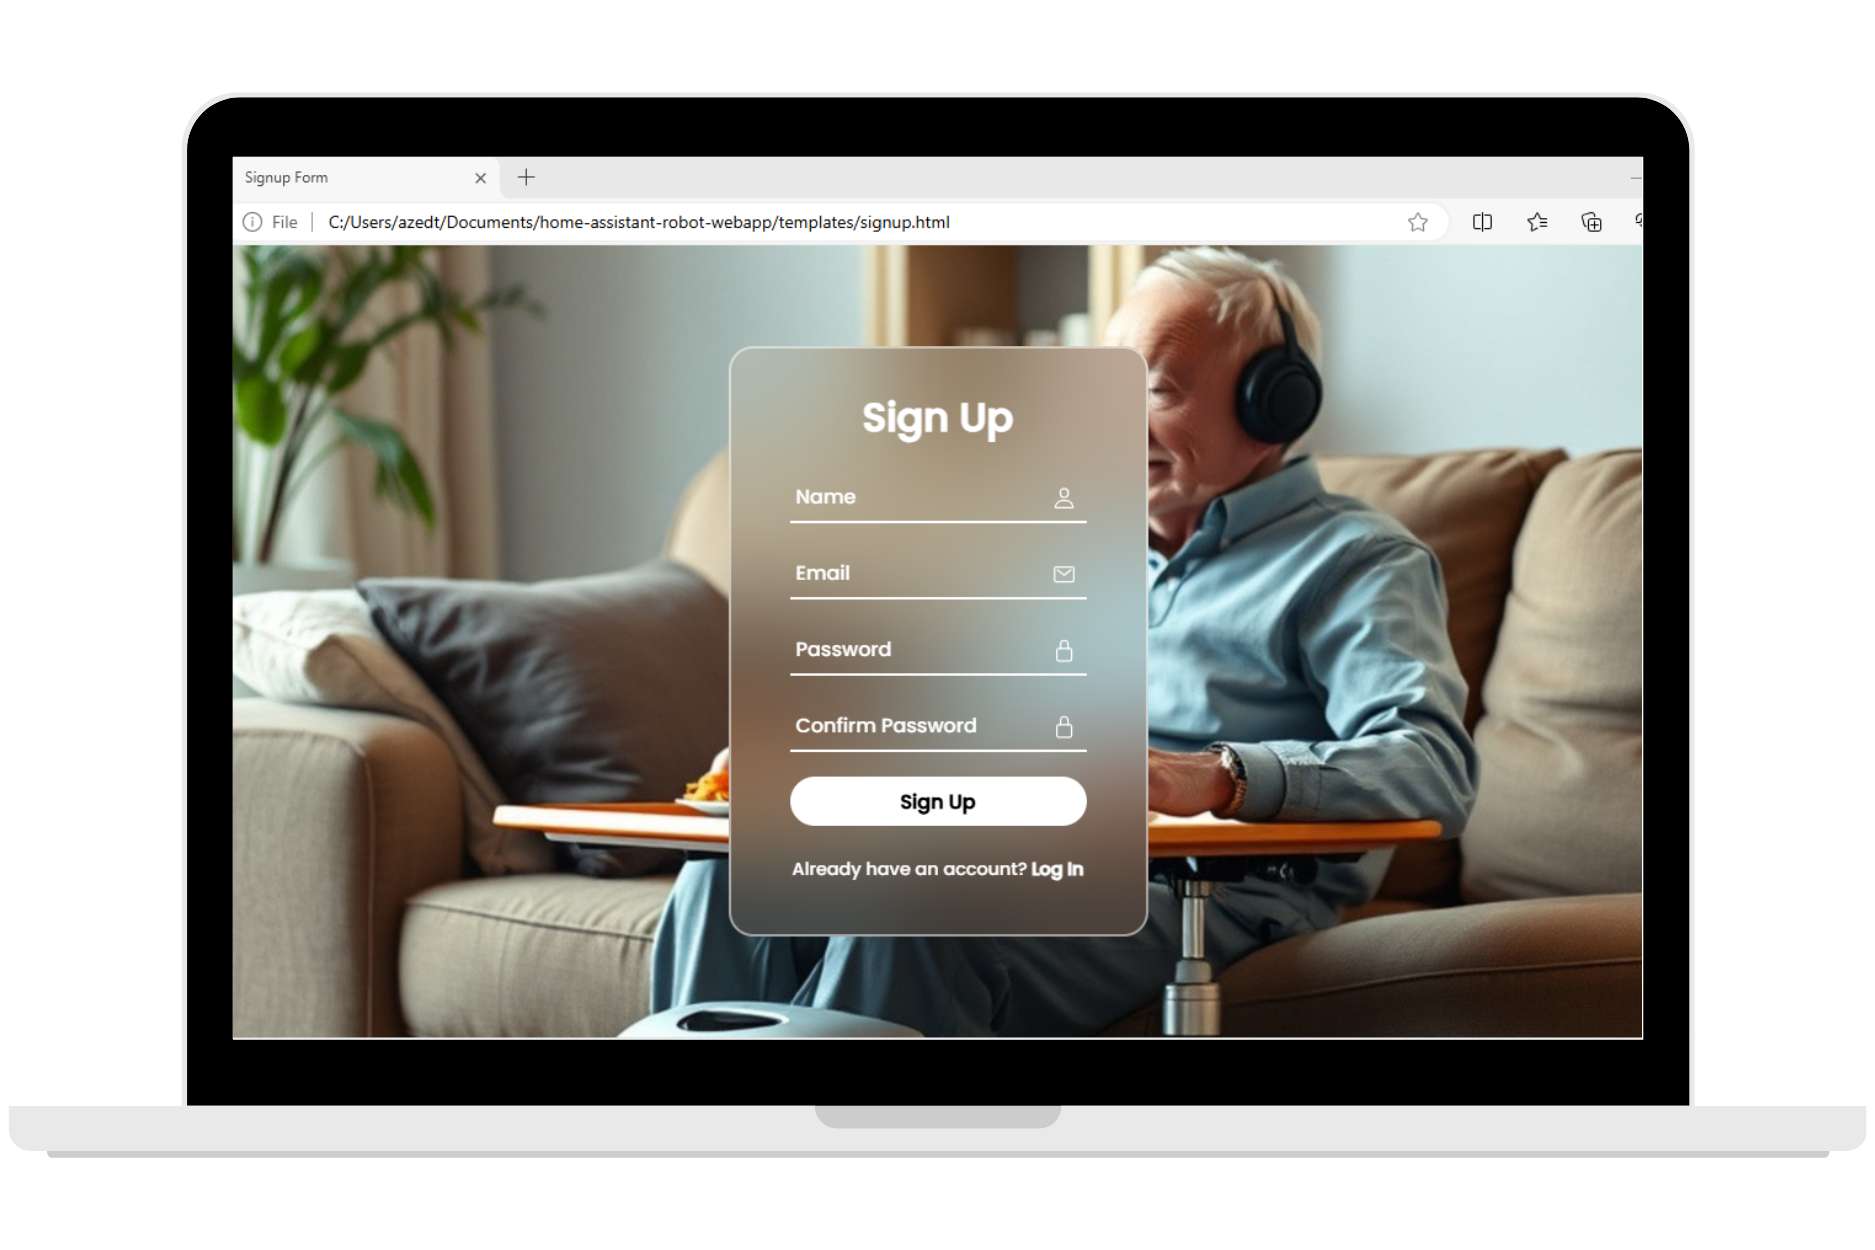 Signup Form
File C:/Users/azedt/Documents/home-assistant-robot-webapp/templates/signup.html
Sign Up
Name
Email
Password
Confirm Password
Sign Up
Already have an account? Log In